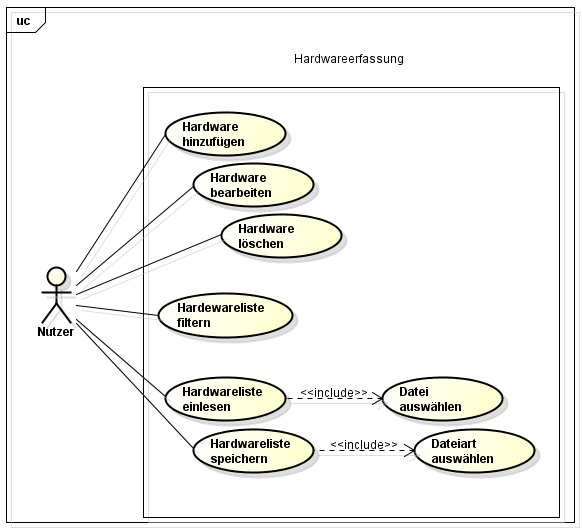 uc
Hardwareerfassung
Hardware
hinzufügen
Hardware
bearbeiten
Hardware
löschen
Nutzer
Hardewareliste
filtern
Hardwareliste
einlesen
<<include>>
Datei
auswählen
Hardwareliste
speichern
<<include>>
Dateiart
auswählen